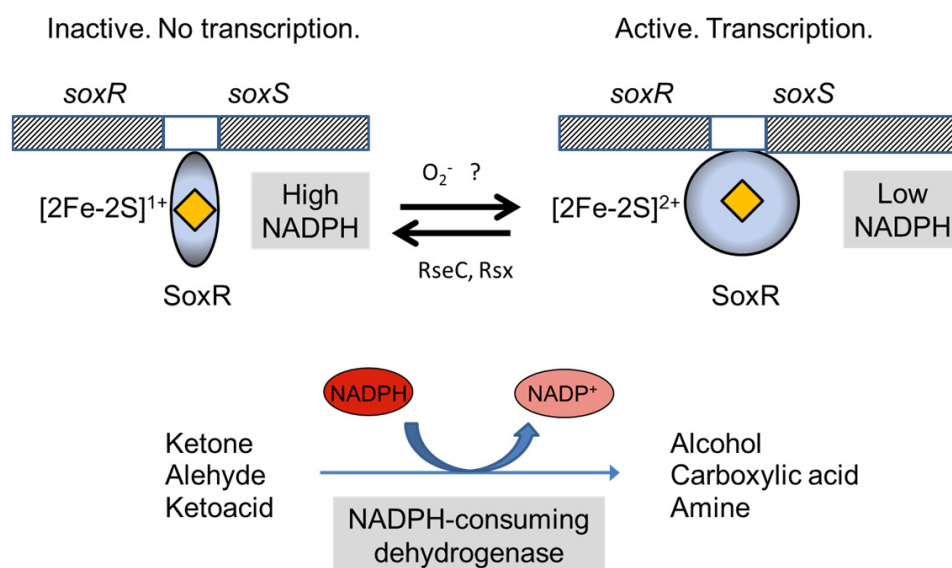 Inactive. No transcription.
Active. Transcription.
soxR
soxS
soxR
soxS
[2Fe-2S]¹⁺
High
NADPH
O₂⁻ ?
RseC, Rsx
[2Fe-2S]²⁺
Low
NADPH
SoxR
SoxR
NADPH
NADP⁺
Ketone
Alehyde
Ketoacid
Alcohol
Carboxylic acid
Amine
NADPH-consuming
dehydrogenase